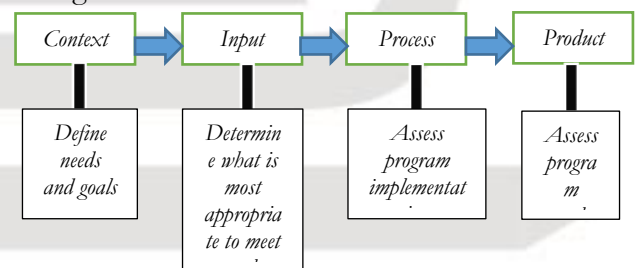 Context
Input
Process
Product
Define
needs
and goals
Determin
e what is
most
appropria
te to meet
Assess
program
implementat
Assess
progra
m